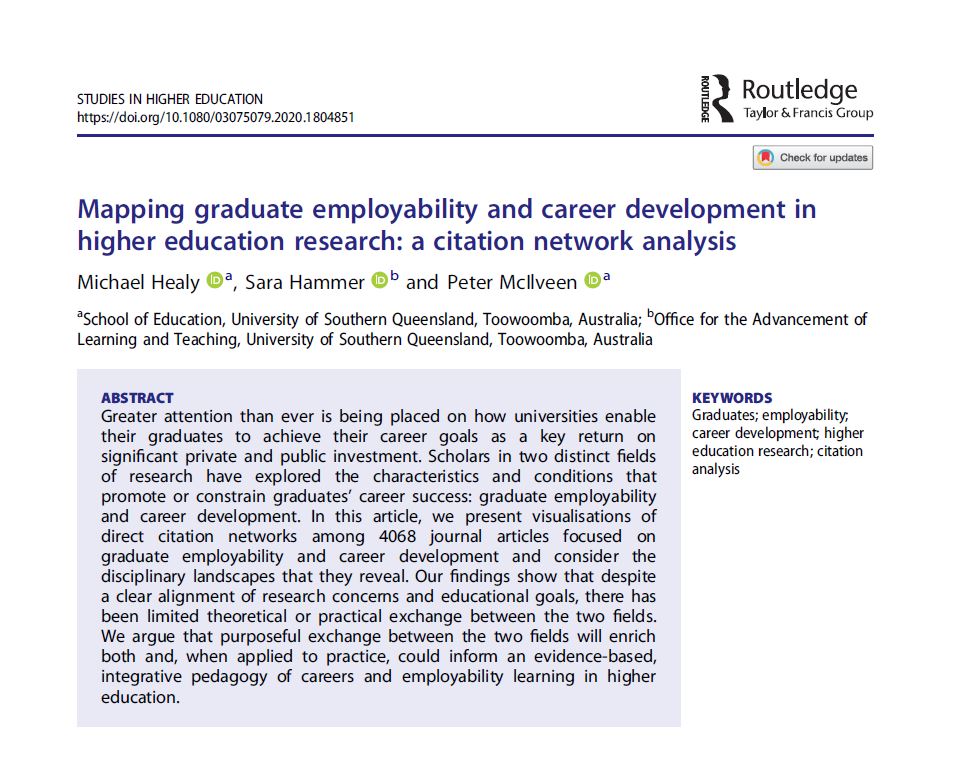 STUDIES IN HIGHER EDUCATION
https://doi.org/10.1080/03075079.2020.1804851
ROUTLEDGE
Routledge
Taylor & Francis Group
Check for updates
Mapping graduate employability and career development in
higher education research: a citation network analysis
Michael Healy iD a, Sara Hammer iD b and Peter McIlveen iD a
aSchool of Education, University of Southern Queensland, Toowoomba, Australia; bOffice for the Advancement of
Learning and Teaching, University of Southern Queensland, Toowoomba, Australia
ABSTRACT
Greater attention than ever is being placed on how universities enable
their graduates to achieve their career goals as a key return on
significant private and public investment. Scholars in two distinct fields
of research have explored the characteristics and conditions that
promote or constrain graduates’ career success: graduate employability
and career development. In this article, we present visualisations of
direct citation networks among 4068 journal articles focused on
graduate employability and career development and consider the
disciplinary landscapes that they reveal. Our findings show that despite
a clear alignment of research concerns and educational goals, there has
been limited theoretical or practical exchange between the two fields.
We argue that purposeful exchange between the two fields will enrich
both and, when applied to practice, could inform an evidence-based,
integrative pedagogy of careers and employability learning in higher
education.
KEYWORDS
Graduates; employability;
career development; higher
education research; citation
analysis